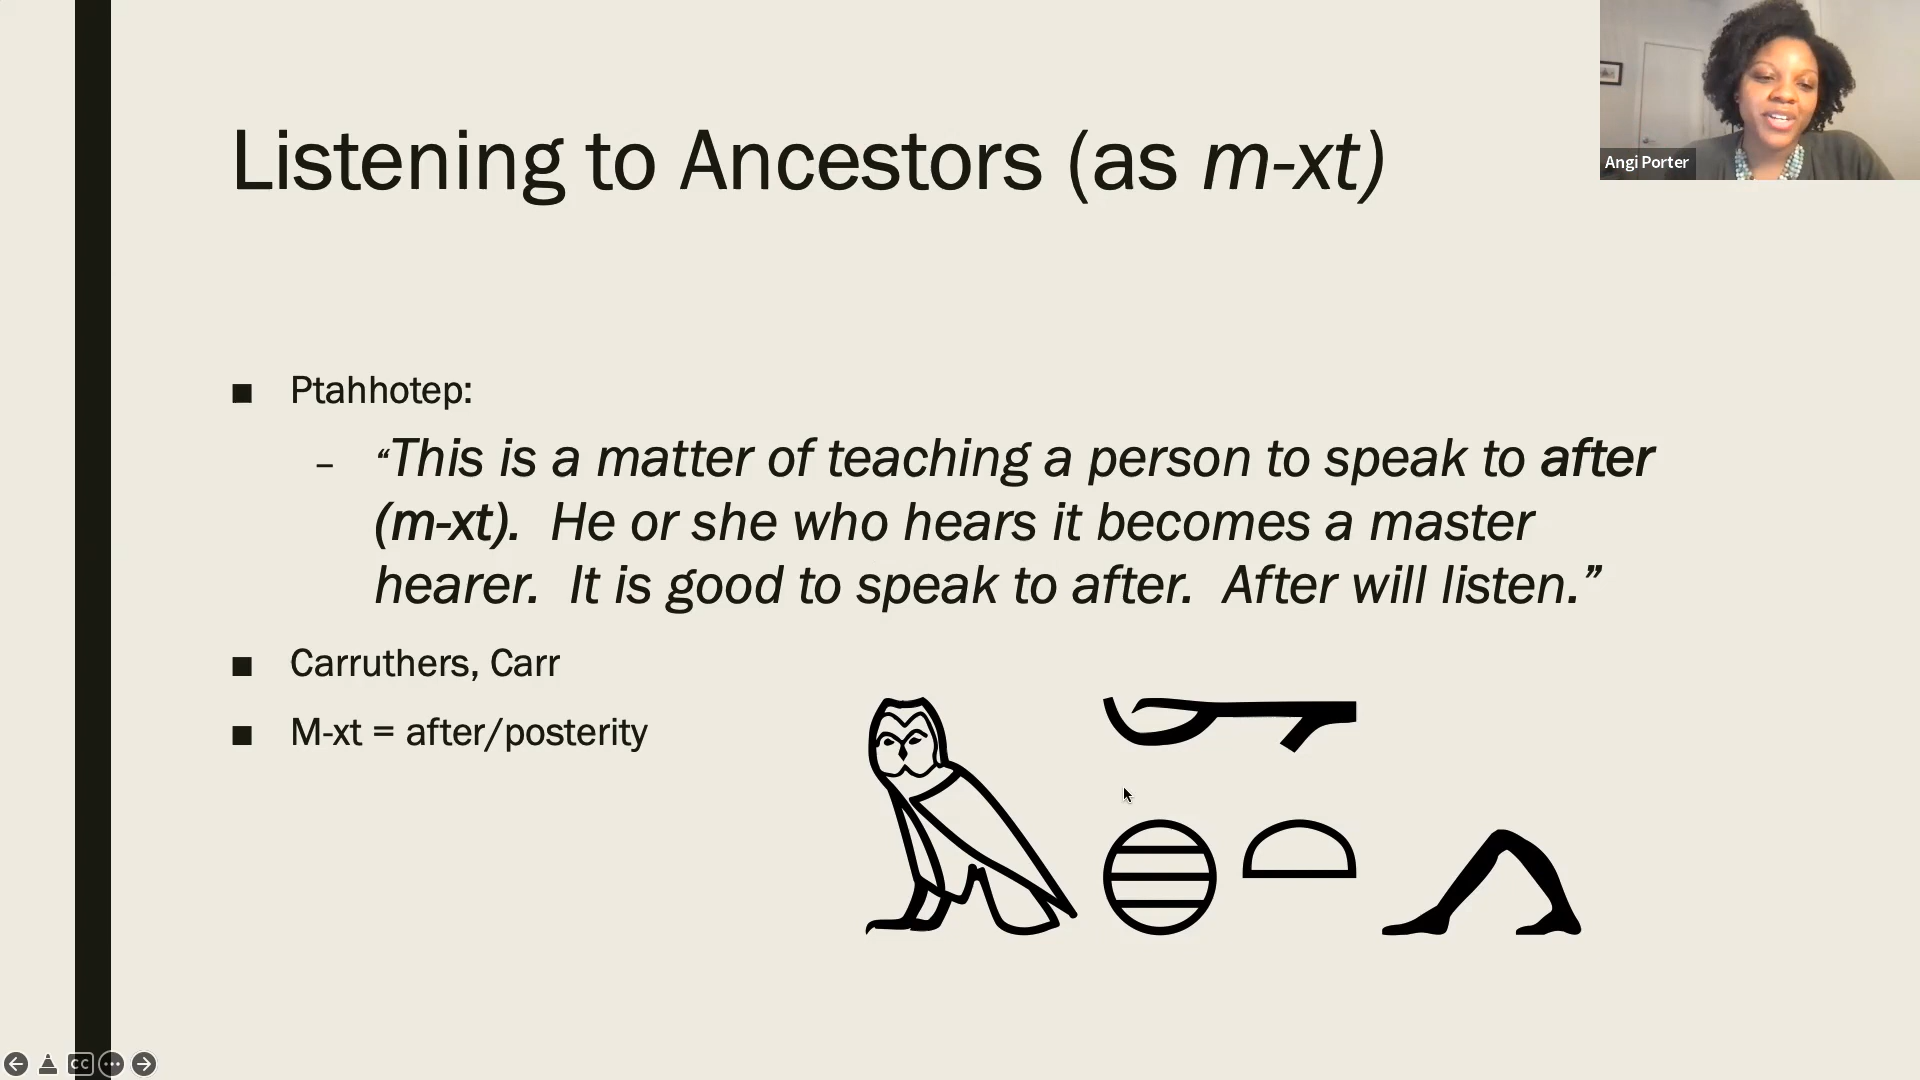 Angi Porter
Listening to Ancestors (as m-xt)
■ Ptahhotep:
– “This is a matter of teaching a person to speak to after
(m-xt). He or she who hears it becomes a master
hearer. It is good to speak to after. After will listen.”
■ Carruthers, Carr
■ M-xt = after/posterity
𓅓𓆱𓐍𓏏𓂻
CC